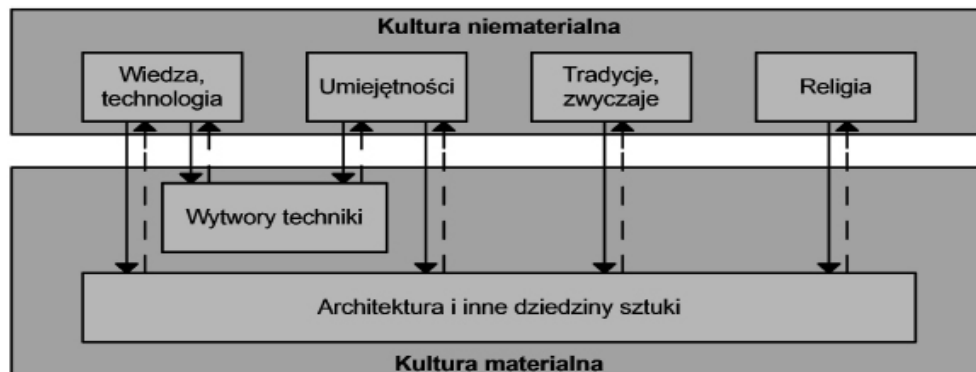 Kultura niematerialna
Wiedza,
technologia
Umiejętności
Tradycje,
zwyczaje
Religia
Wytwory techniki
Architektura i inne dziedziny sztuki
Kultura materialna